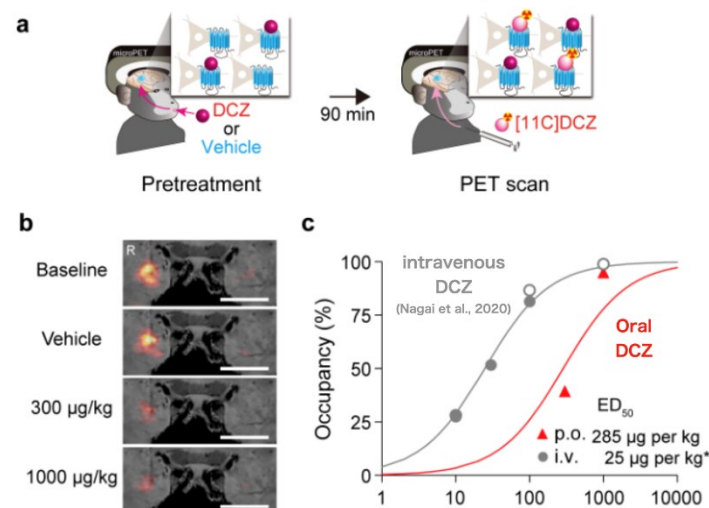 a
microPET
DCZ
or
Vehicle
Pretreatment
90 min
microPET
[11C]DCZ
PET scan
b
R
Baseline
Vehicle
300 µg/kg
1000 µg/kg
c
Occupancy (%)
100
75
50
25
0
intravenous
DCZ
(Nagai et al., 2020)
Oral
DCZ
ED50
p.o. 285 µg per kg
i.v. 25 µg per kg*
1 10 100 1000 10000